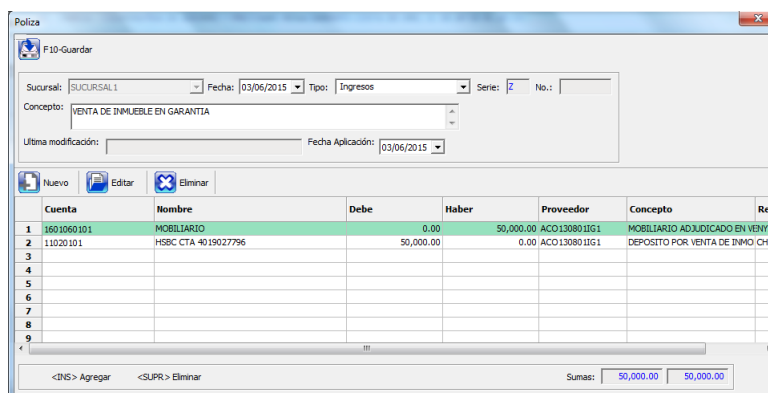 Poliza
F10-Guardar
Sucursal: SUCURSAL1 Fecha: 03/06/2015 Tipo: Ingresos Serie: Z No.:
Concepto: VENTA DE INMUEBLE EN GARANTIA
Ultima modificación: Fecha Aplicación: 03/06/2015
Nuevo Editar Eliminar
Cuenta Nombre Debe Haber Proveedor Concepto Re
1 1601060101 MOBILIARIO 0.00 50,000.00 ACO130801IG1 MOBILIARIO ADJUDICADO EN VENY
2 11020101 HSBC CTA 4019027796 50,000.00 0.00 ACO130801IG1 DEPOSITO POR VENTA DE INMO CH
3
4
5
6
7
8
9
<INS> Agregar <SUPR> Eliminar Sumas: 50,000.00 50,000.00